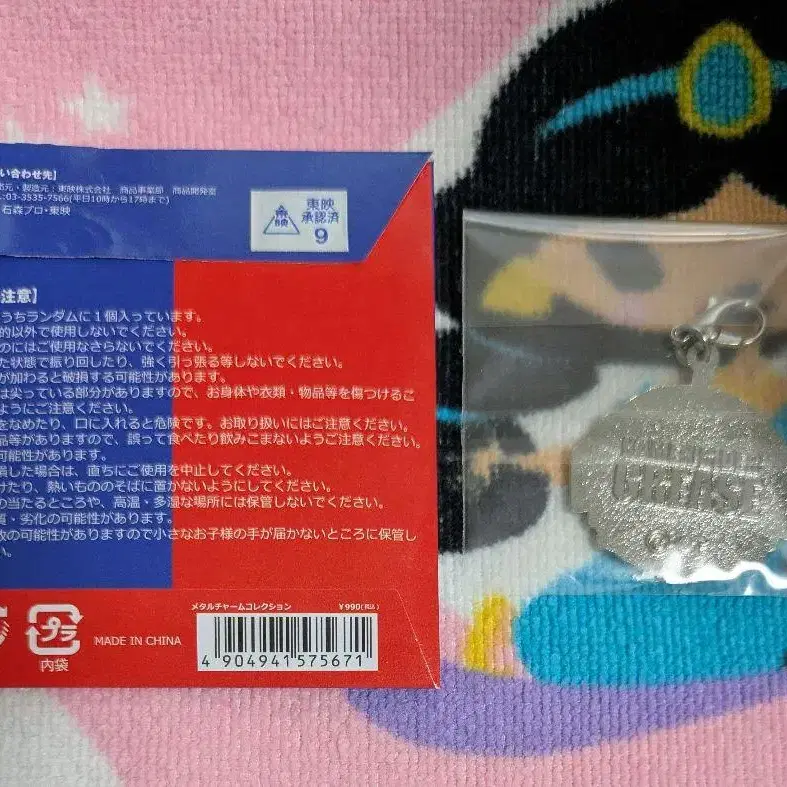 い合わせ先】
元・製造元:東映株式会社 商品事業部 商品開発室
:03-3535-7566(平日10時から17時まで)
石森プロ・東映
東映
東映
承認済
9
注意】
うちランダムに1個入っています。
的以外で使用しないでください。
のにはご使用なさらないでください。
た状態で振り回したり、強く引っ張る等しないでください。
が加わると破損する可能性があります。
は尖っている部分がありますので、お身体や衣類・物品等を傷つけるこ
ようにご注意ください。
をなめたり、口に入れると危険です。お取り扱いにはご注意ください。
品等がありますので、誤って食べたり飲みこまないようご注意ください。
可能性があります。
損した場合は、直ちにご使用を中止してください。
けたり、熱いもののそばに置かないようにしてください。
の当たるところや、高温・多湿な場所には保管しないでください。
・劣化の可能性があります。
の可能性がありますので小さなお子様の手が届かないところに保管し
い。
メタルチャームコレクション ¥990(税込)
プラ
内袋
MADE IN CHINA
4 904941 575671
CREASE